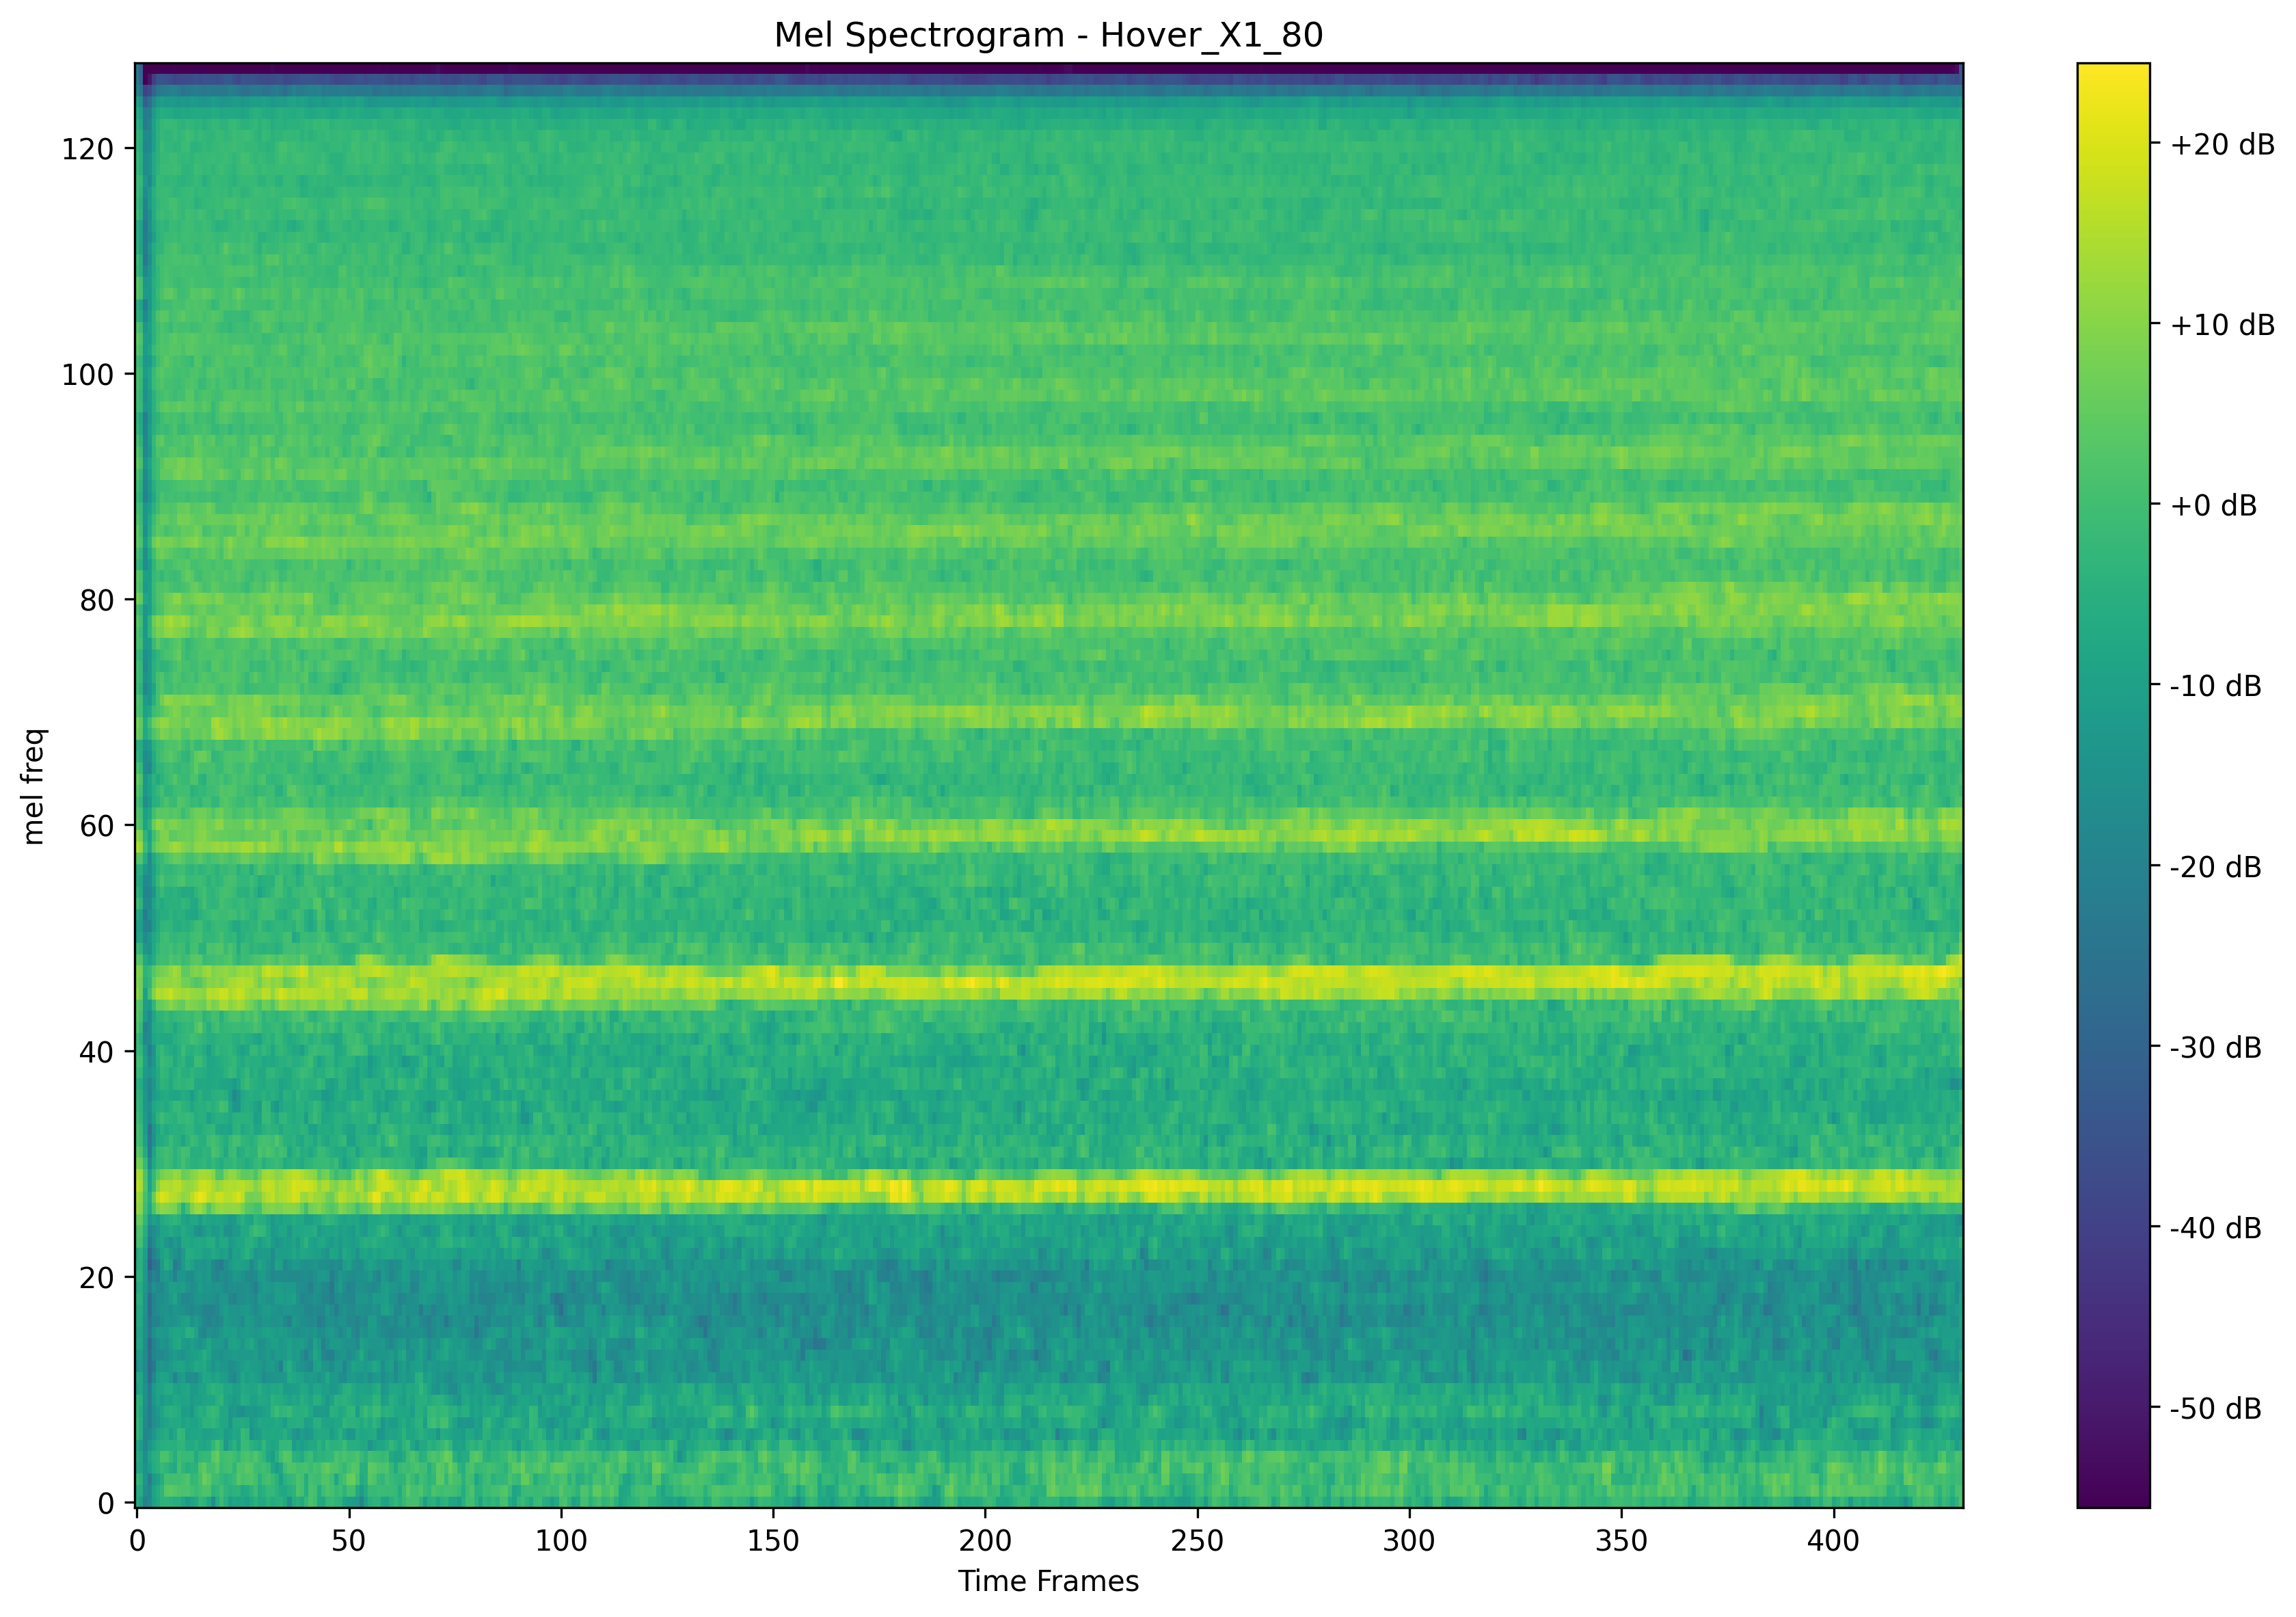 Mel Spectrogram - Hover_X1_80
mel freq
120
100
80
60
40
20
0
0 50 100 150 200 250 300 350 400
Time Frames
+20 dB
+10 dB
+0 dB
-10 dB
-20 dB
-30 dB
-40 dB
-50 dB